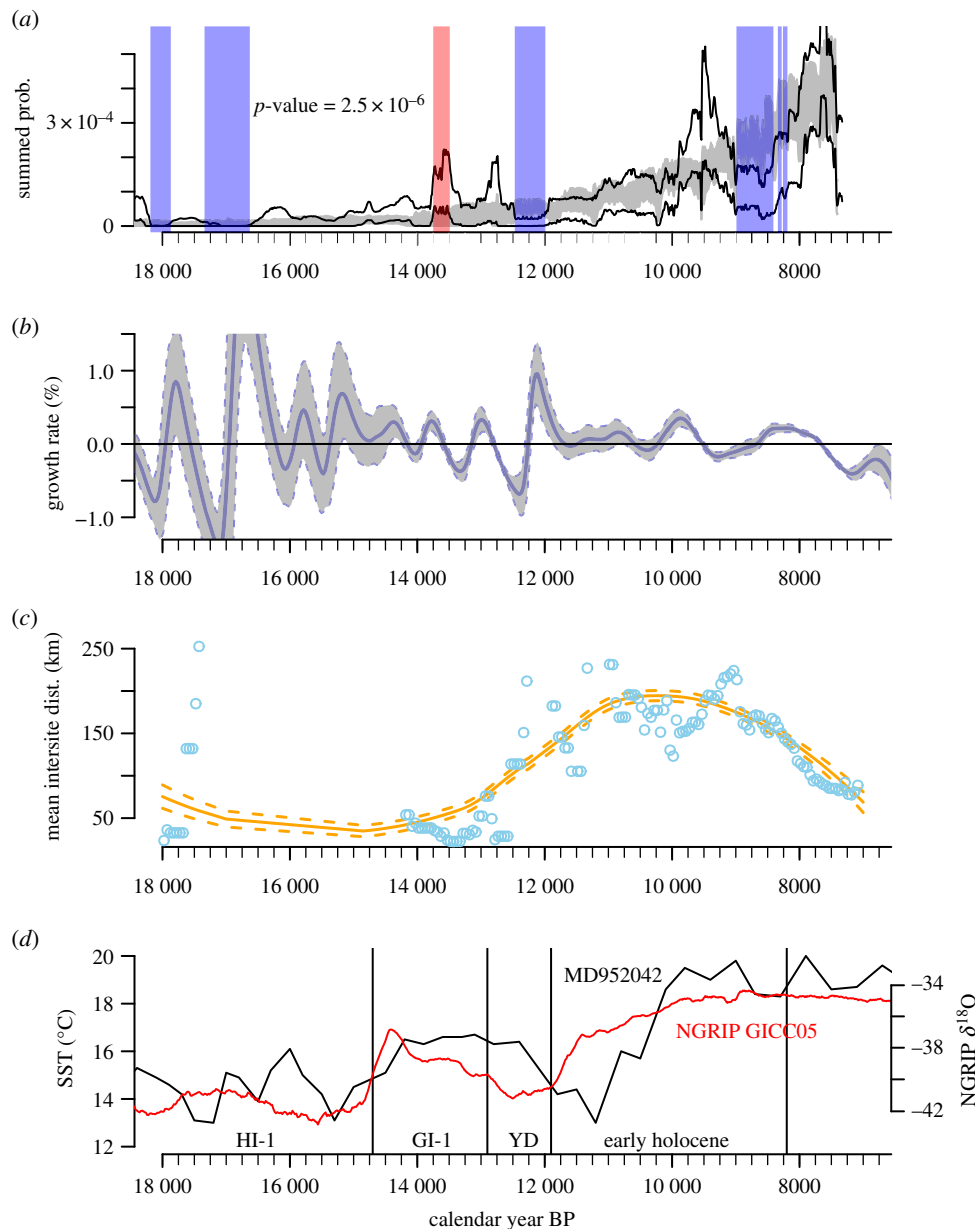 (a)
summed prob.
3 × 10⁻⁴
0
p-value = 2.5 × 10⁻⁶
18 000 16 000 14 000 12 000 10 000 8000
(b)
growth rate (%)
1.0
0.0
−1.0
18 000 16 000 14 000 12 000 10 000 8000
(c)
mean intersite dist. (km)
250
150
50
18 000 16 000 14 000 12 000 10 000 8000
(d)
SST (°C)
20
18
16
14
12
MD952042
NGRIP GICC05
−34
−38
−42
NGRIP δ¹⁸O
HI-1 GI-1 YD early holocene
18 000 16 000 14 000 12 000 10 000 8000
calendar year BP